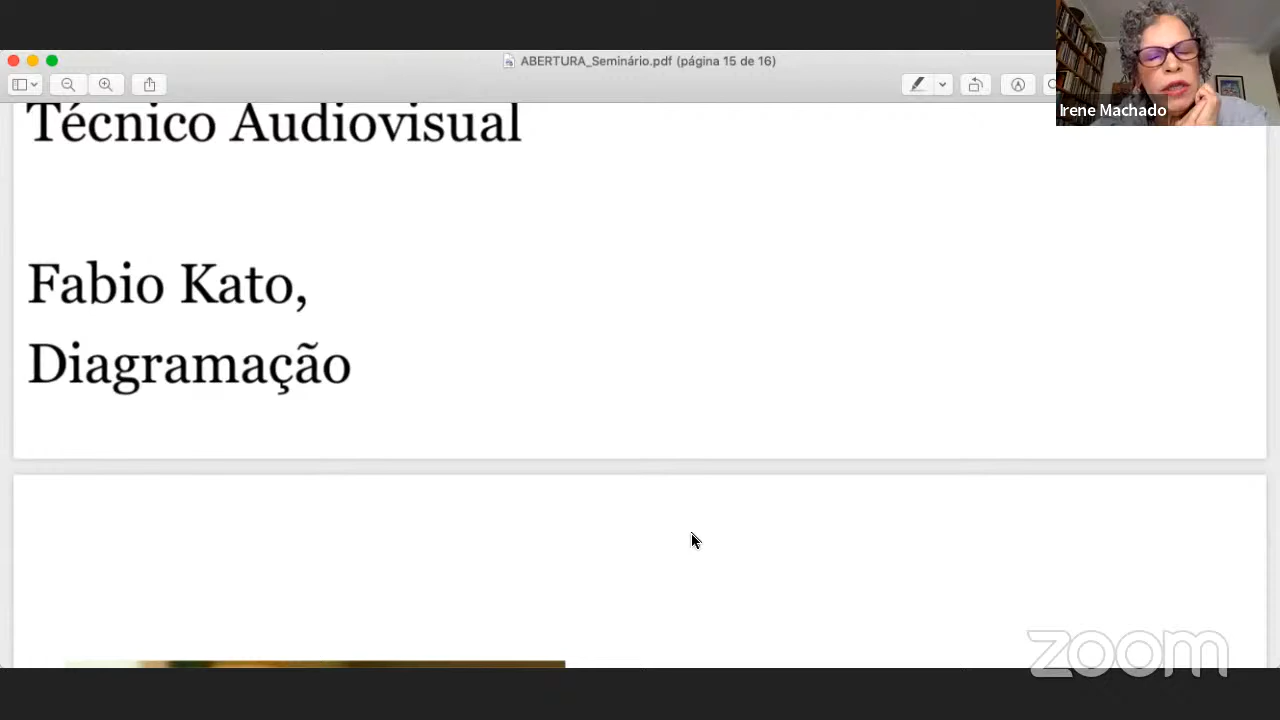 ABERTURA_Seminário.pdf (página 15 de 16)
Irene Machado
Técnico Audiovisual
Fabio Kato,
Diagramação
zoom